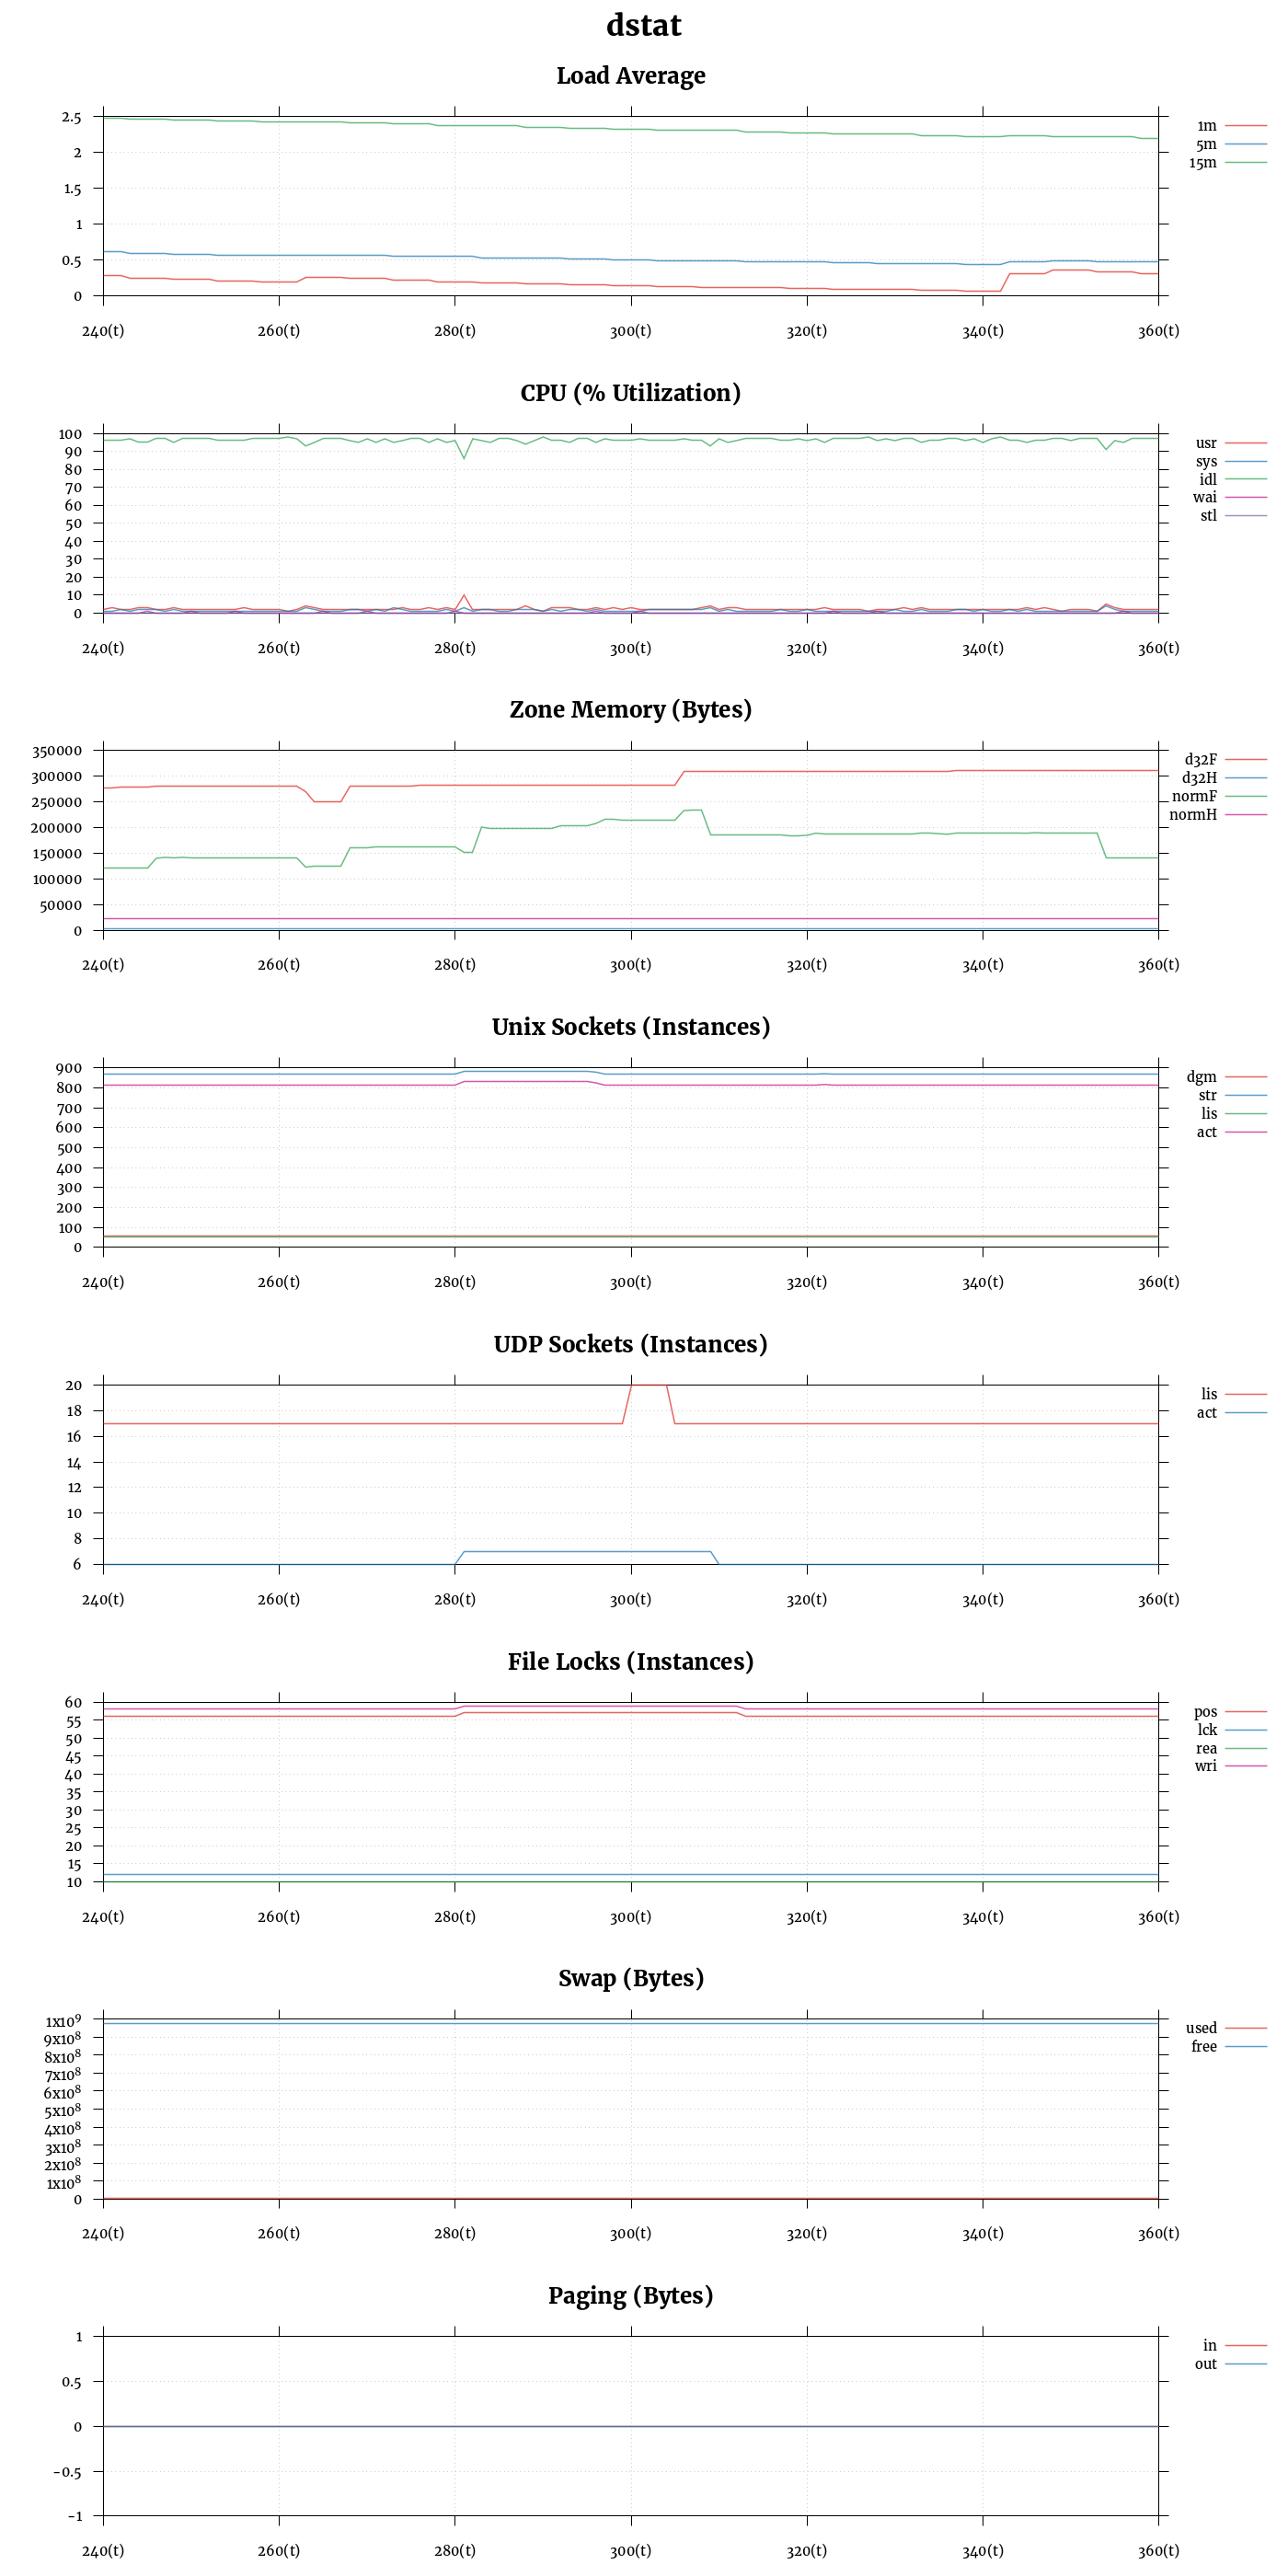 dstat
Load Average
2.5
2
1.5
1
0.5
0
240(t) 260(t) 280(t) 300(t) 320(t) 340(t) 360(t)
1m
5m
15m
CPU (% Utilization)
100
90
80
70
60
50
40
30
20
10
0
240(t) 260(t) 280(t) 300(t) 320(t) 340(t) 360(t)
usr
sys
idl
wai
stl
Zone Memory (Bytes)
350000
300000
250000
200000
150000
100000
50000
0
240(t) 260(t) 280(t) 300(t) 320(t) 340(t) 360(t)
d32F
d32H
normF
normH
Unix Sockets (Instances)
900
800
700
600
500
400
300
200
100
0
240(t) 260(t) 280(t) 300(t) 320(t) 340(t) 360(t)
dgm
str
lis
act
UDP Sockets (Instances)
20
18
16
14
12
10
8
6
240(t) 260(t) 280(t) 300(t) 320(t) 340(t) 360(t)
lis
act
File Locks (Instances)
60
55
50
45
40
35
30
25
20
15
10
240(t) 260(t) 280(t) 300(t) 320(t) 340(t) 360(t)
pos
lck
rea
wri
Swap (Bytes)
1x10⁹
9x10⁸
8x10⁸
7x10⁸
6x10⁸
5x10⁸
4x10⁸
3x10⁸
2x10⁸
1x10⁸
0
240(t) 260(t) 280(t) 300(t) 320(t) 340(t) 360(t)
used
free
Paging (Bytes)
1
0.5
0
-0.5
-1
240(t) 260(t) 280(t) 300(t) 320(t) 340(t) 360(t)
in
out